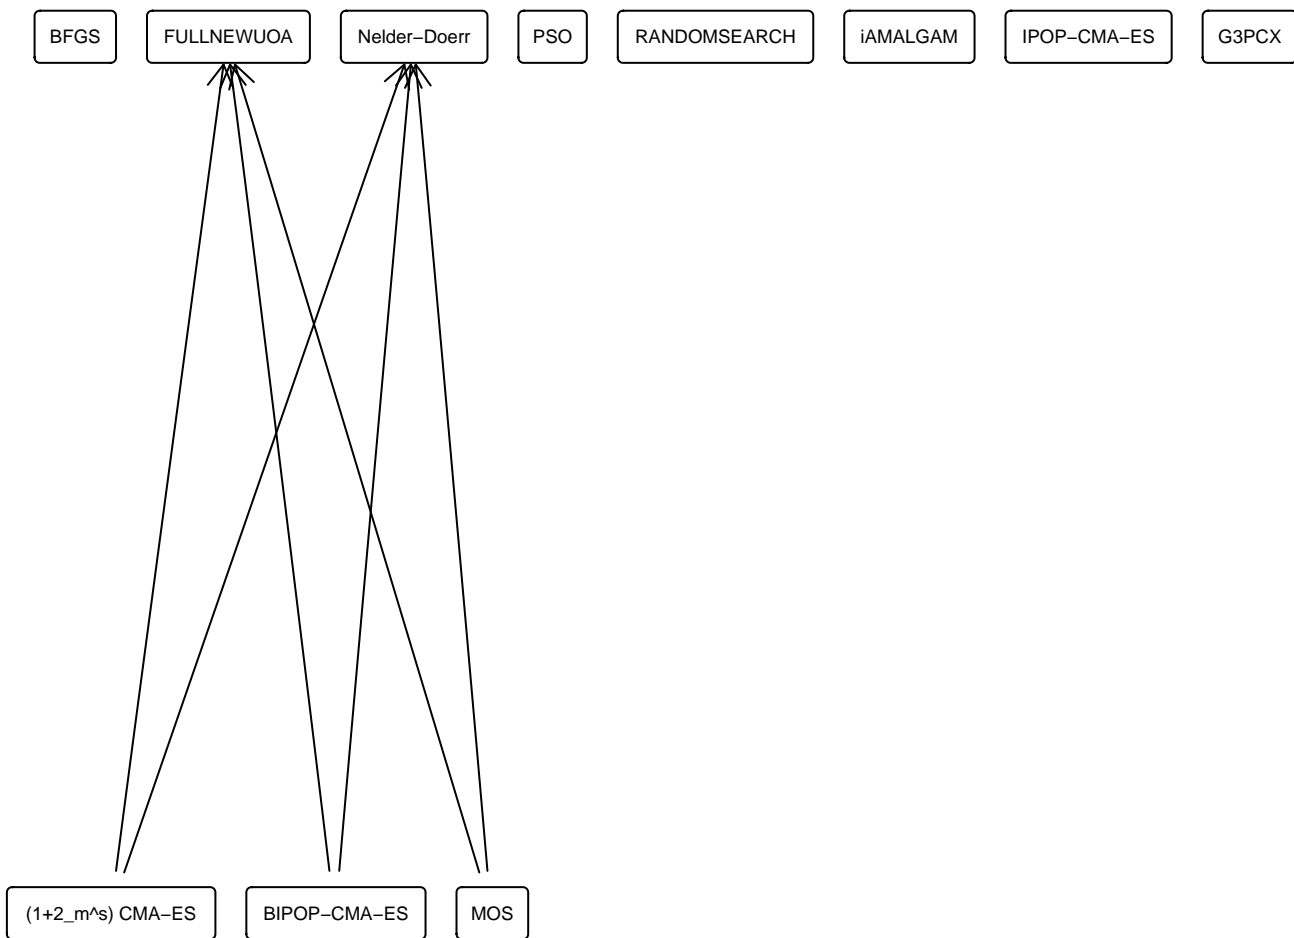 BFGS
FULLNEWUOA
Nelder−Doerr
PSO
RANDOMSEARCH
iAMALGAM
IPOP−CMA−ES
G3PCX
(1+2_m^s) CMA−ES
BIPOP−CMA−ES
MOS